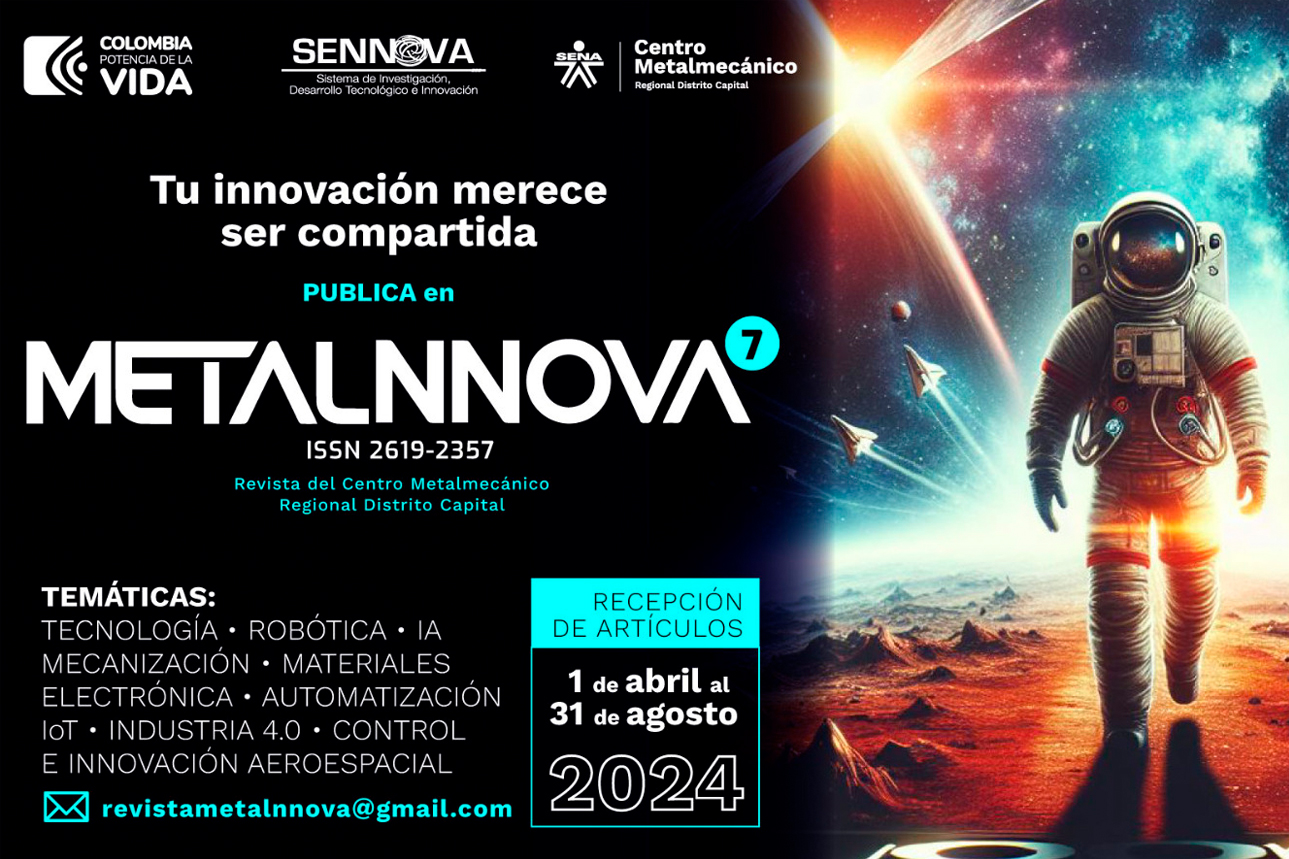 COLOMBIA
POTENCIA DE LA
VIDA
SENNOVA
Sistema de Investigación,
Desarrollo Tecnológico e Innovación
SENA
Centro
Metalmecánico
Regional Distrito Capital
Tu innovación merece
ser compartida
PUBLICA en
METALNNOVA 7
ISSN 2619-2357
Revista del Centro Metalmecánico
Regional Distrito Capital
TEMÁTICAS:
TECNOLOGÍA • ROBÓTICA • IA
MECANIZACIÓN • MATERIALES
ELECTRÓNICA • AUTOMATIZACIÓN
IoT • INDUSTRIA 4.0 • CONTROL
E INNOVACIÓN AEROESPACIAL
revistametalnnova@gmail.com
RECEPCIÓN
DE ARTÍCULOS
1 de abril al
31 de agosto
2024